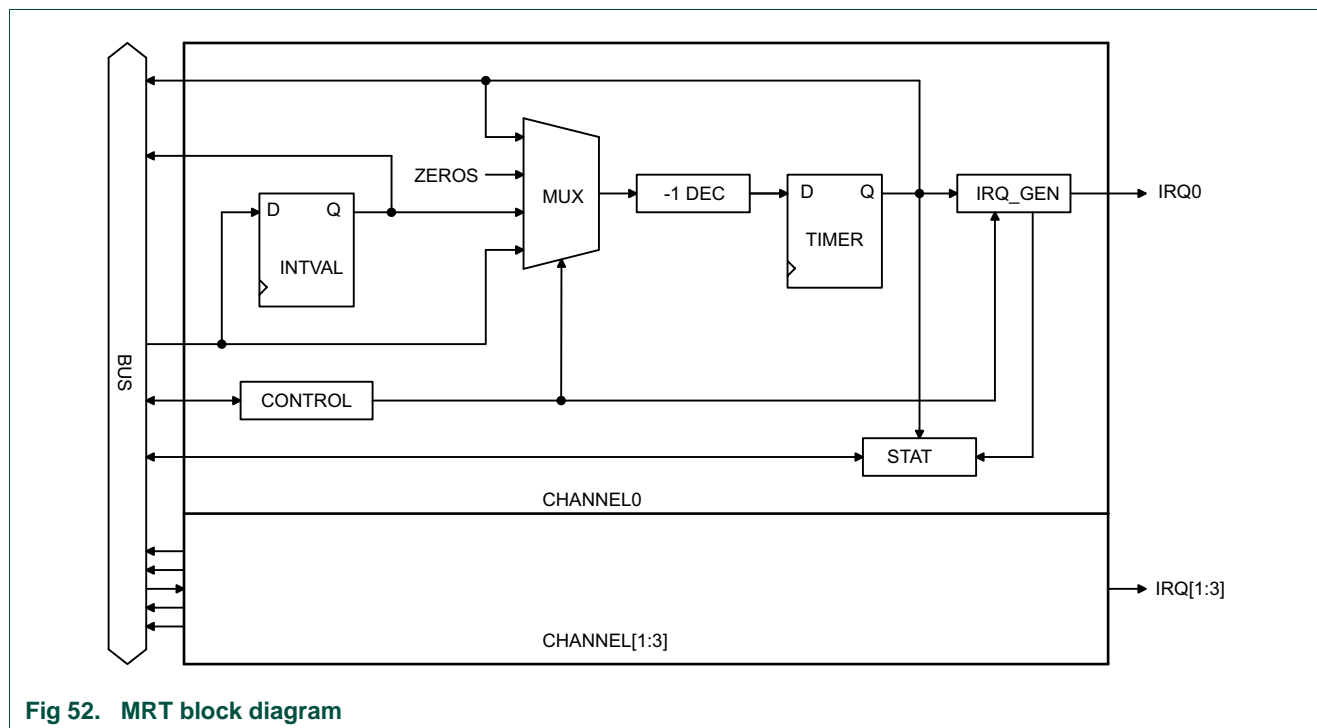 ZEROS
MUX
-1 DEC
D Q
TIMER
IRQ_GEN
IRQ0
D Q
INTVAL
BUS
CONTROL
STAT
CHANNEL0
IRQ[1:3]
CHANNEL[1:3]
Fig 52. MRT block diagram